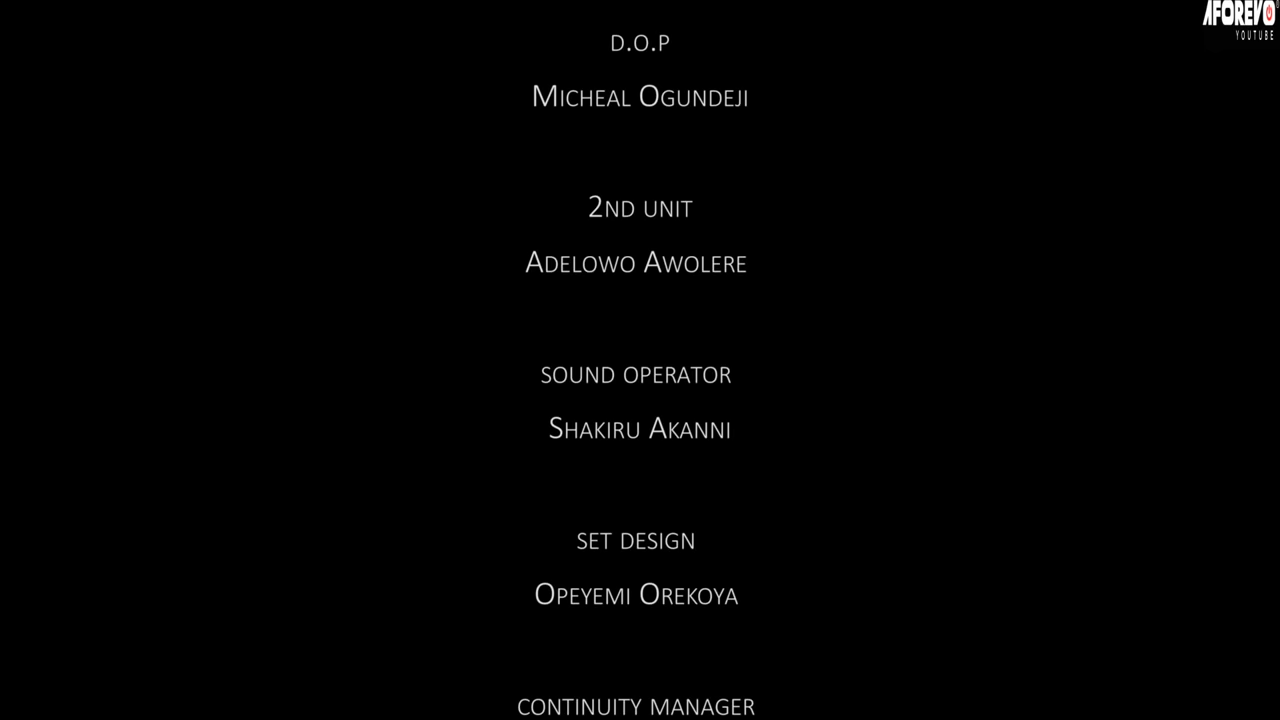 AFOREVO
YOUTUBE
D.O.P
MICHEAL OGUNDEJI
2ND UNIT
ADELOWO AWOLERE
SOUND OPERATOR
SHAKIRU AKANNI
SET DESIGN
OPEYEMI OREKOYA
CONTINUITY MANAGER